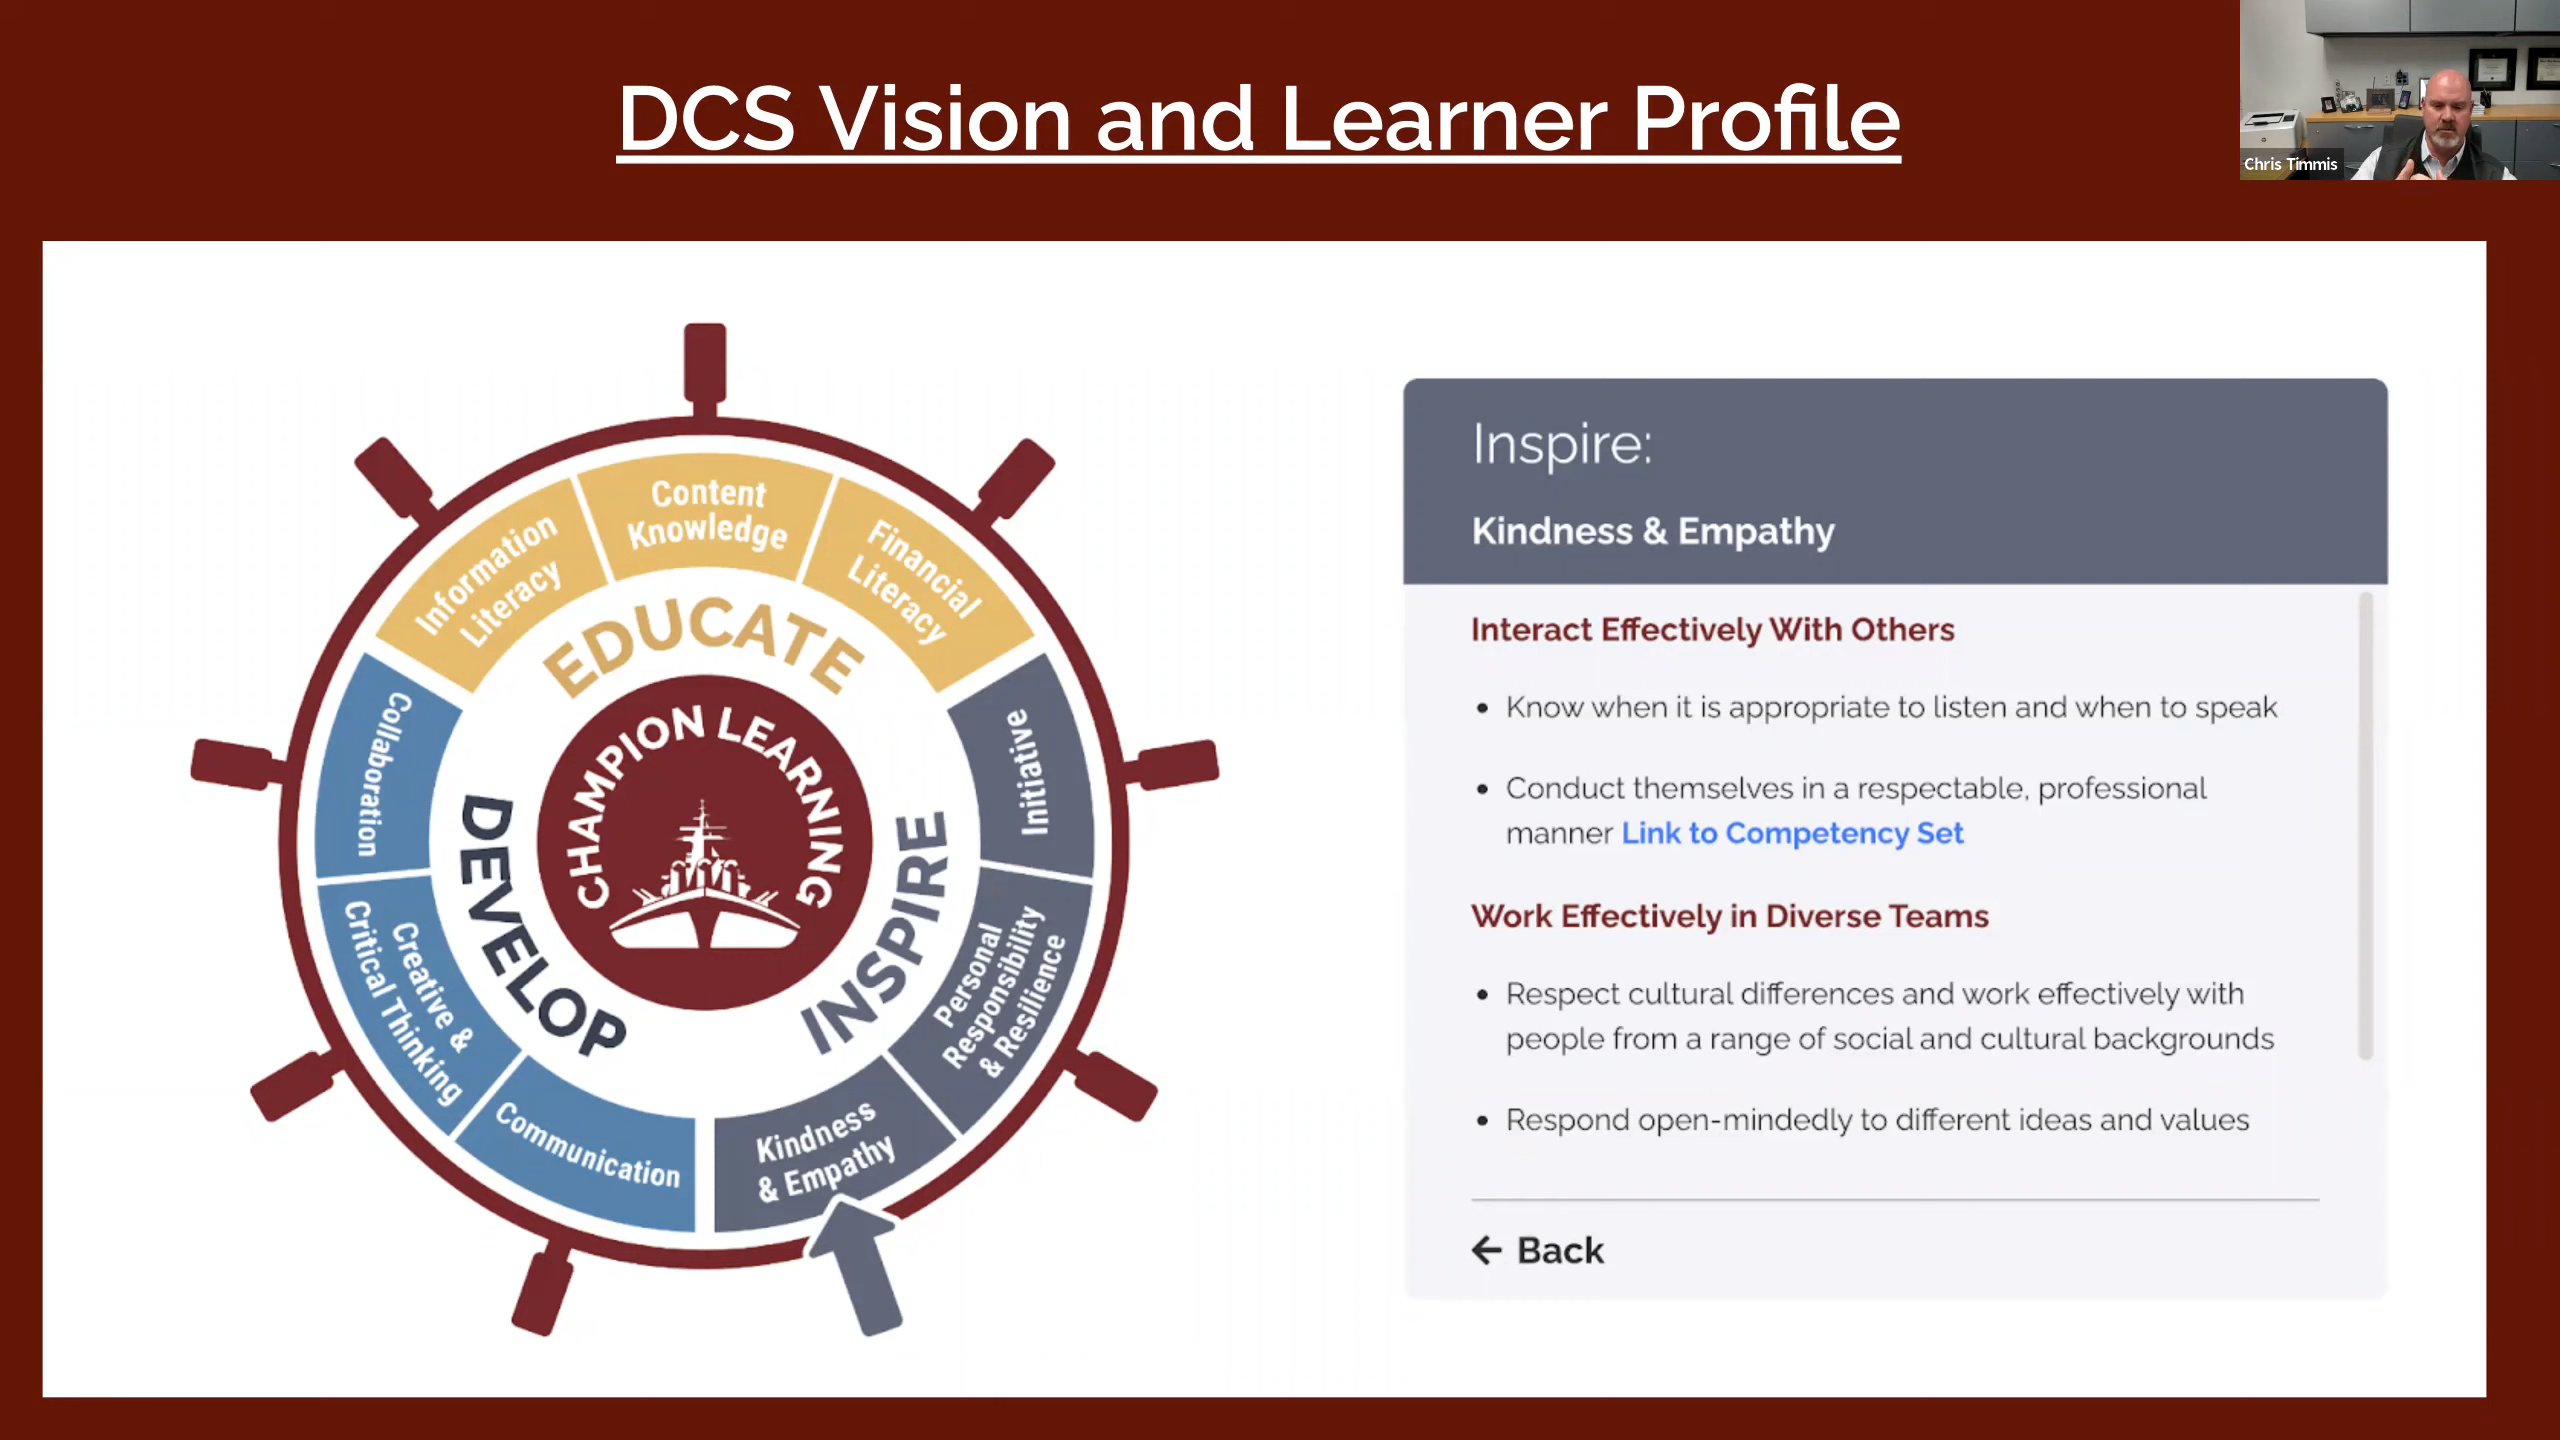 DCS Vision and Learner Profile
Chris Timmis
Content
Knowledge
Information
Literacy
Financial
Literacy
EDUCATE
Collaboration
Initiative
CHAMPION LEARNING
DEVELOP
INSPIRE
Creative &
Critical Thinking
Personal
Responsibility
& Resilience
Communication
Kindness
& Empathy
Inspire:
Kindness & Empathy
Interact Effectively With Others
• Know when it is appropriate to listen and when to speak
• Conduct themselves in a respectable, professional
manner Link to Competency Set
Work Effectively in Diverse Teams
• Respect cultural differences and work effectively with
people from a range of social and cultural backgrounds
• Respond open-mindedly to different ideas and values
← Back